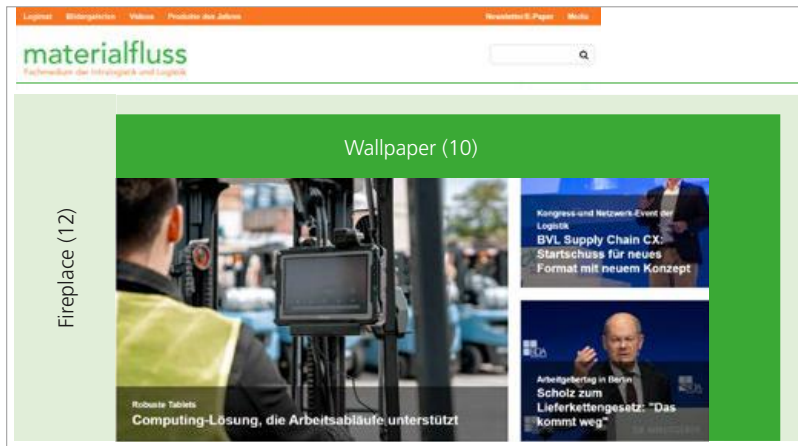 Logimat Bildergalerien Videos Produkte des Jahres Newsletter/E-Paper Media
materialfluss
Fachmedium der Intralogistik und Logistik
Wallpaper (10)
Fireplace (12)
Kongress-und Netzwerk-Event der
Logistik
BVL Supply Chain CX:
Startschuss für neues
Format mit neuem Konzept
Robuste Tablets
Computing-Lösung, die Arbeitsabläufe unterstützt
Arbeitgebertag in Berlin
Scholz zum
Lieferkettengesetz: "Das
kommt weg"